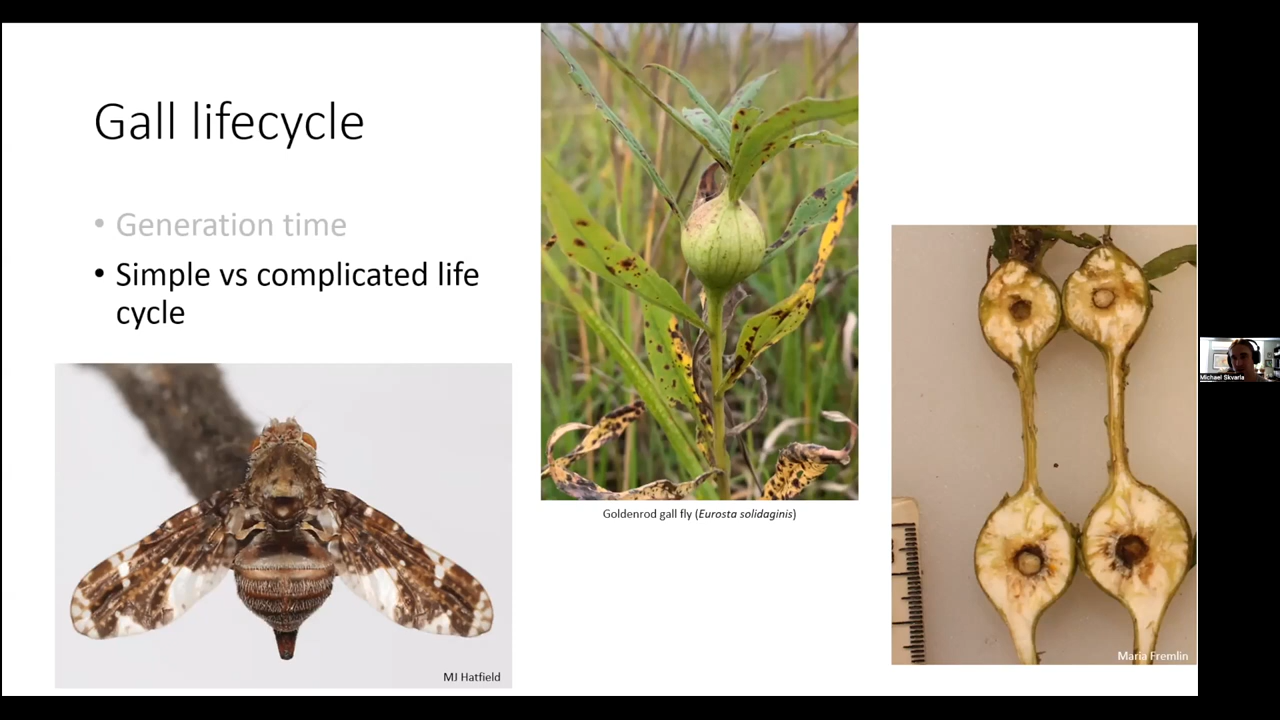 Gall lifecycle
• Generation time
• Simple vs complicated life
cycle
MJ Hatfield
Goldenrod gall fly (Eurosta solidaginis)
Maria Fremlin
Michael Skvarla